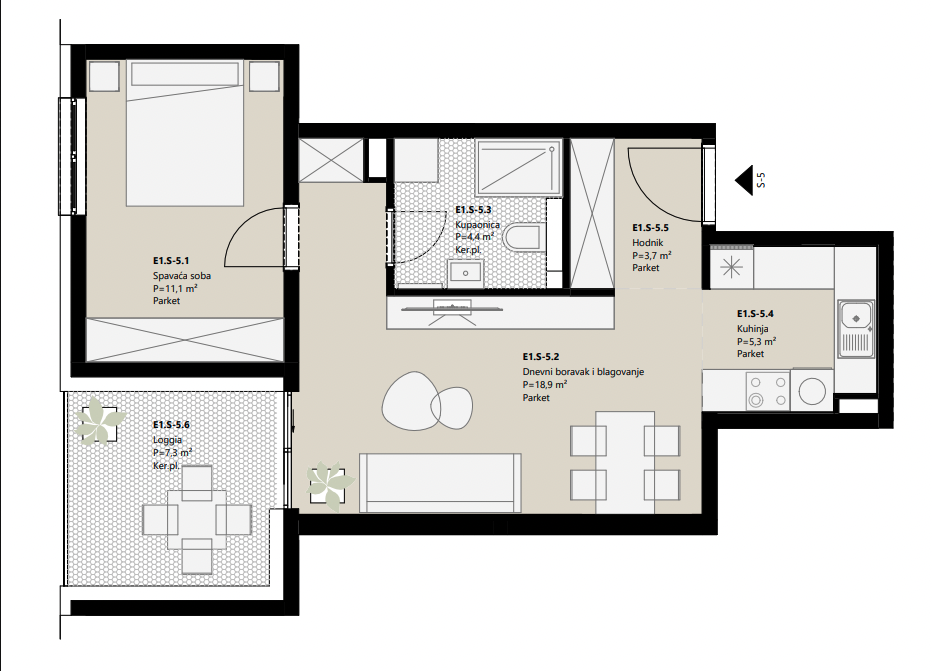 E1.S-5.1
Spavaća soba
P=11,1 m²
Parket
E1.S-5.3
Kupaonica
P=4,4 m²
Ker.pl.
E1.S-5.5
Hodnik
P=3,7 m²
Parket
S-5
E1.S-5.4
Kuhinja
P=5,3 m²
Parket
E1.S-5.2
Dnevni boravak i blagovanje
P=18,9 m²
Parket
E1.S-5.6
Loggia
P=7,3 m²
Ker.pl.